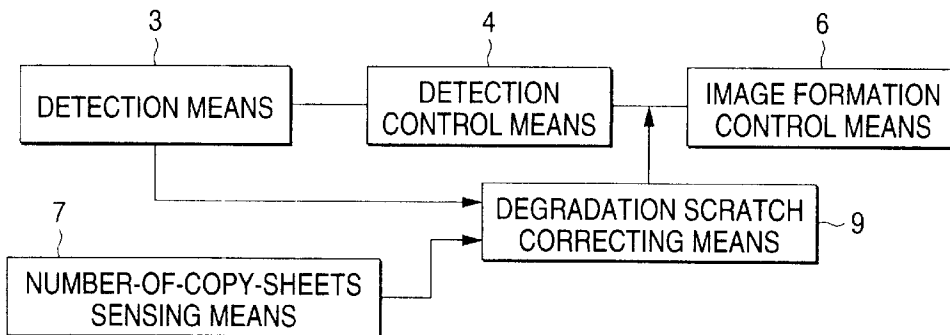 3
DETECTION MEANS
4
DETECTION
CONTROL MEANS
6
IMAGE FORMATION
CONTROL MEANS
DEGRADATION SCRATCH
CORRECTING MEANS
9
7
NUMBER-OF-COPY-SHEETS
SENSING MEANS